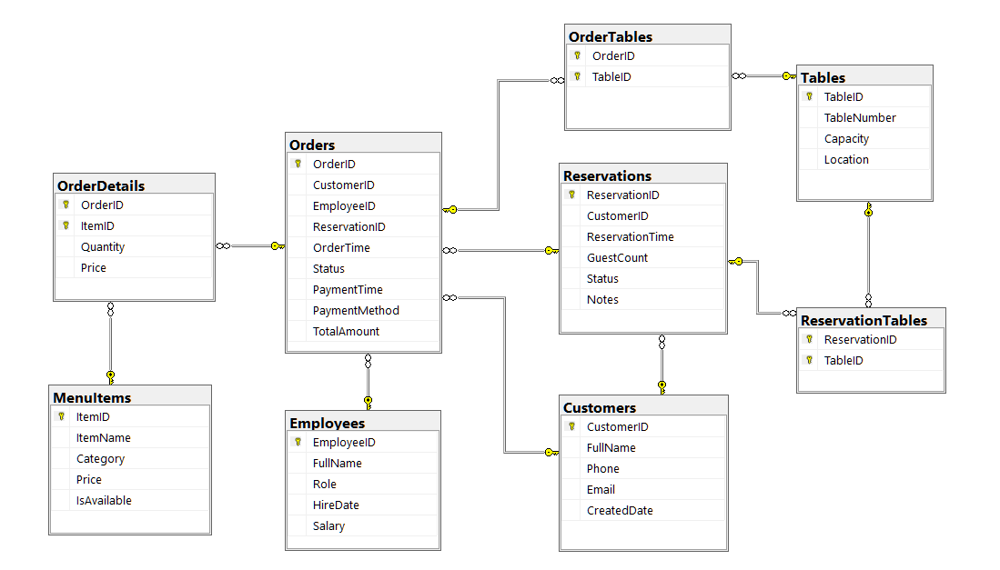 OrderTables
OrderID
TableID
Tables
TableID
TableNumber
Capacity
Location
Orders
OrderID
CustomerID
EmployeeID
ReservationID
OrderTime
Status
PaymentTime
PaymentMethod
TotalAmount
Reservations
ReservationID
CustomerID
ReservationTime
GuestCount
Status
Notes
OrderDetails
OrderID
ItemID
Quantity
Price
ReservationTables
ReservationID
TableID
MenuItems
ItemID
ItemName
Category
Price
IsAvailable
Employees
EmployeeID
FullName
Role
HireDate
Salary
Customers
CustomerID
FullName
Phone
Email
CreatedDate